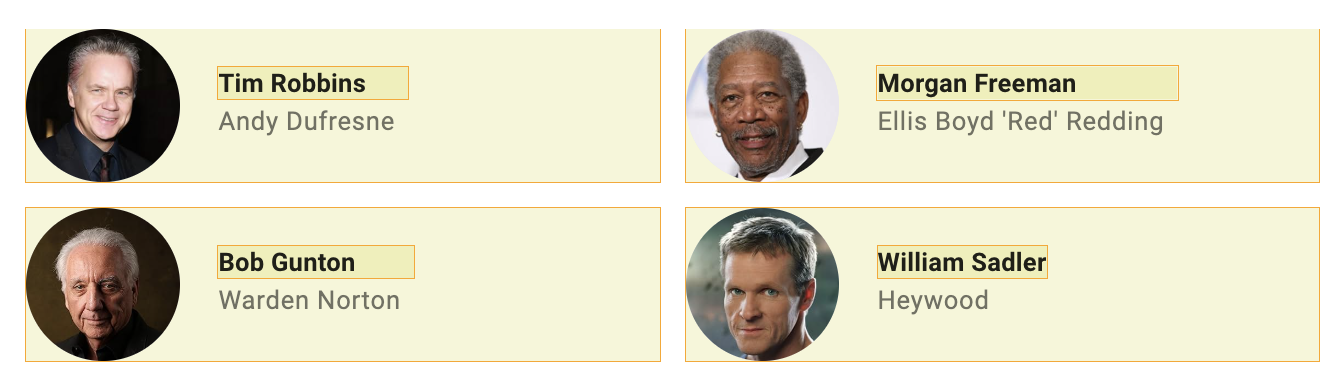 Tim Robbins
Andy Dufresne
Morgan Freeman
Ellis Boyd 'Red' Redding
Bob Gunton
Warden Norton
William Sadler
Heywood